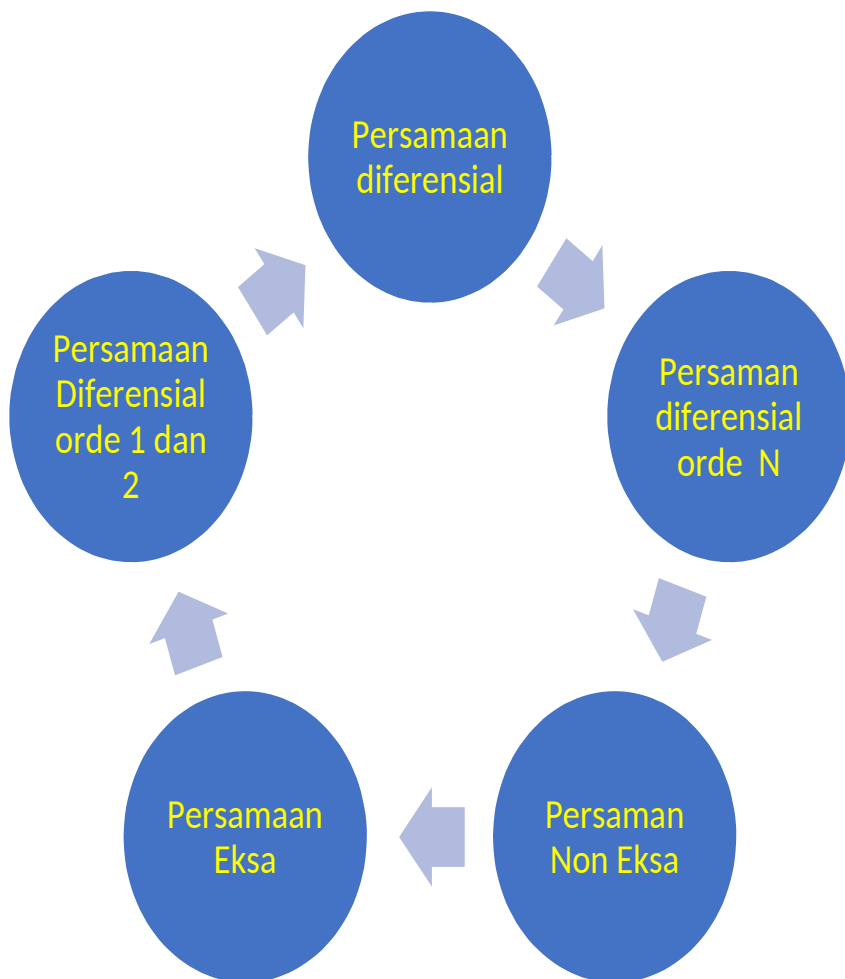 Persamaan
diferensial
Persaman
diferensial
orde  N
Persaman
Non Eksa
Persamaan
Eksa
Persamaan
Diferensial
orde 1 dan
2